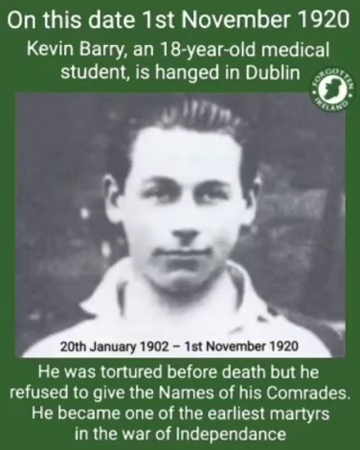 On this date 1st November 1920
Kevin Barry, an 18-year-old medical
student, is hanged in Dublin
FORGOTTEN
IRELAND
20th January 1902 – 1st November 1920
He was tortured before death but he
refused to give the Names of his Comrades.
He became one of the earliest martyrs
in the war of Independence